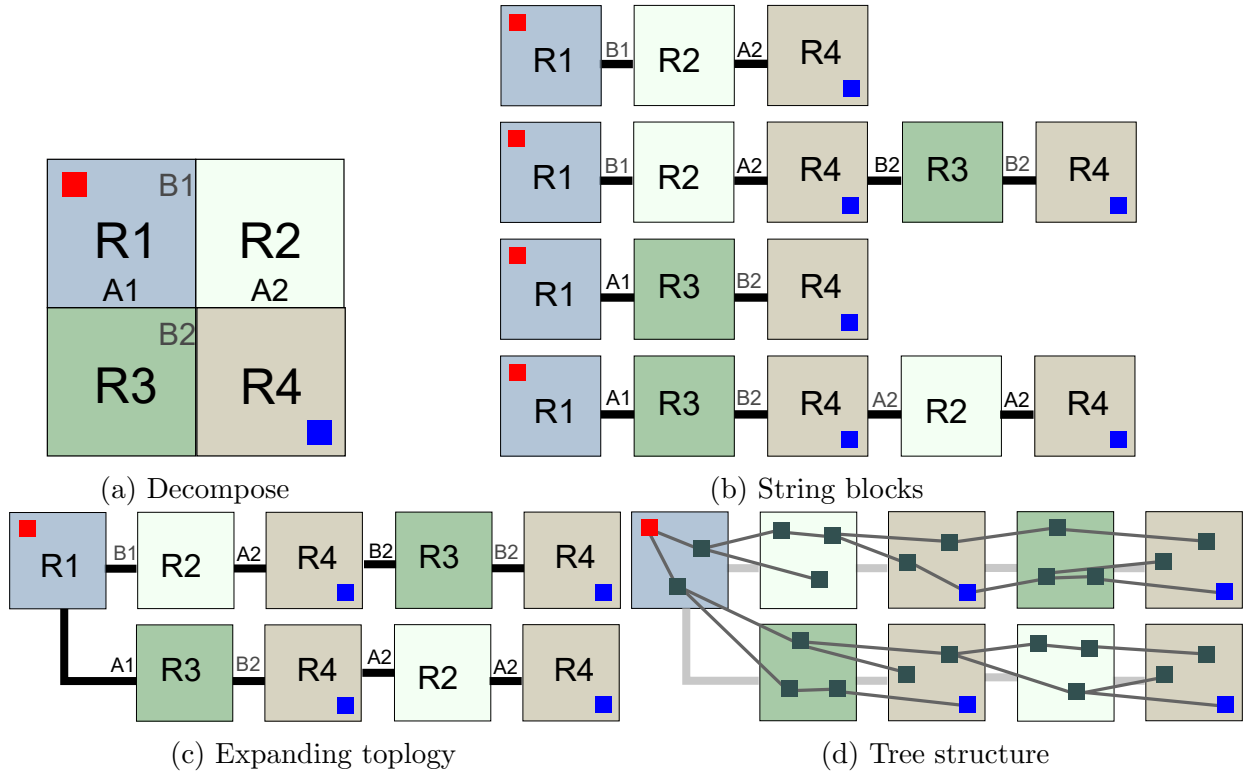 B1
R1
R2
A1
A2
B2
R3
R4
(a) Decompose
R1 B1 R2 A2 R4
R1 B1 R2 A2 R4 B2 R3 B2 R4
R1 A1 R3 B2 R4
R1 A1 R3 B2 R4 A2 R2 A2 R4
(b) String blocks
R1 B1 R2 A2 R4 B2 R3 B2 R4
A1 R3 B2 R4 A2 R2 A2 R4
(c) Expanding toplogy
(d) Tree structure